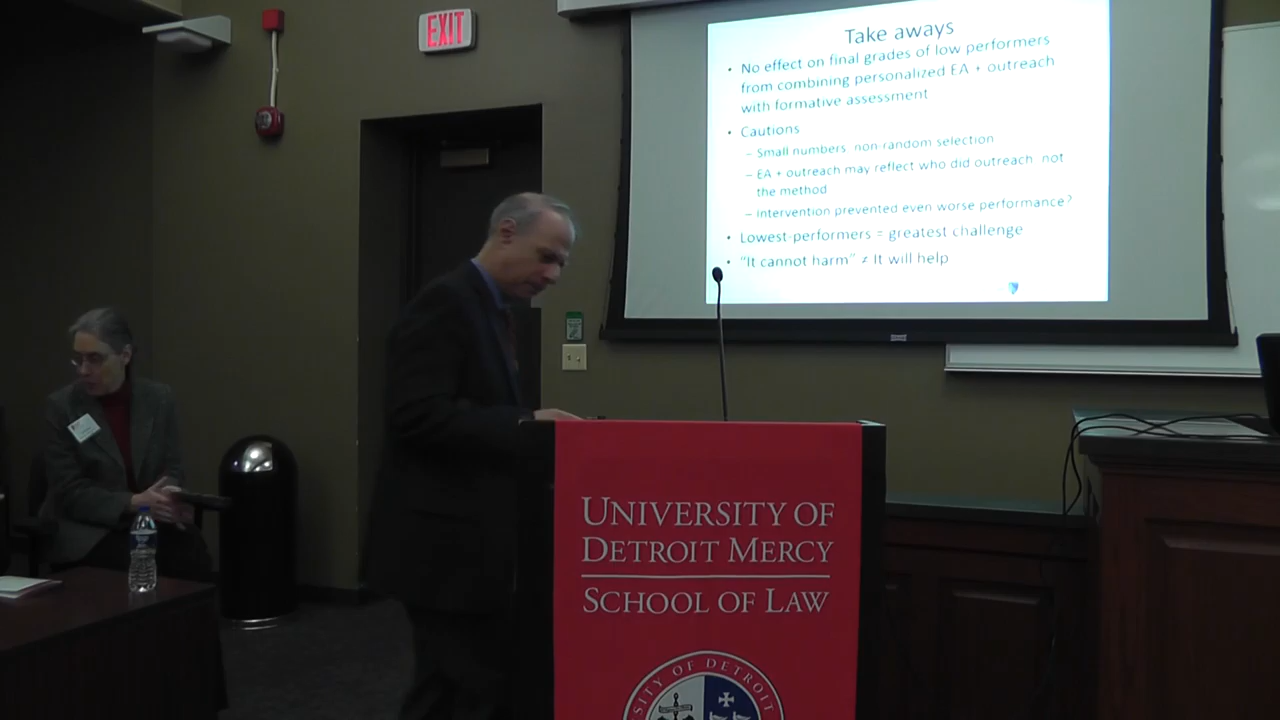 EXIT
Take aways
• No effect on final grades of low performers
from combining personalized EA + outreach
with formative assessment
• Cautions
– Small numbers non random selection
– EA + outreach may reflect who did outreach not
the method
– Intervention prevented even worse performance?
• Lowest-performers = greatest challenge
• "It cannot harm" ≠ It will help
UNIVERSITY OF
DETROIT MERCY
SCHOOL OF LAW
SITY OF DETROIT